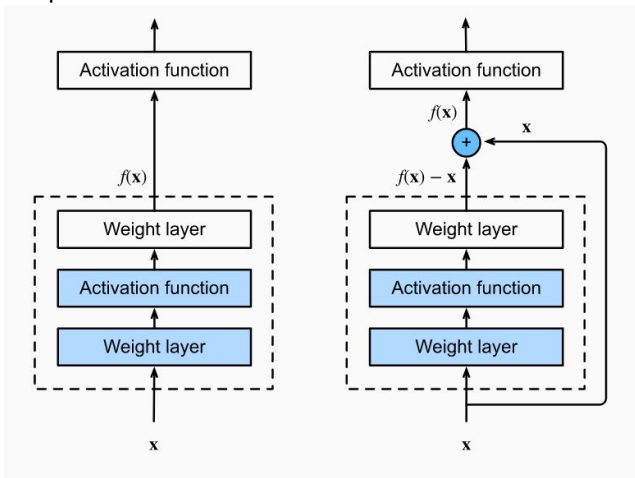 Activation function
f(x)
Weight layer
Activation function
Weight layer
x
Activation function
f(x)
x
+
f(x) − x
Weight layer
Activation function
Weight layer
x